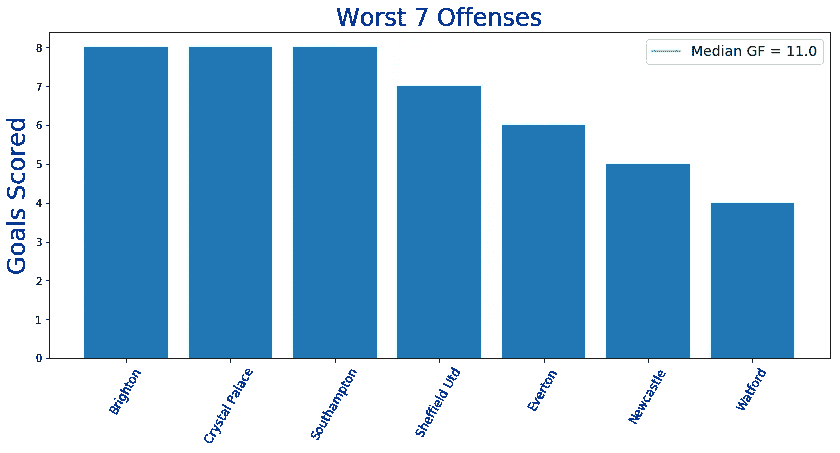 Worst 7 Offenses
Median GF = 11.0
Goals Scored
8
7
6
5
4
3
2
1
0
Brighton
Crystal Palace
Southampton
Sheffield Utd
Everton
Newcastle
Watford